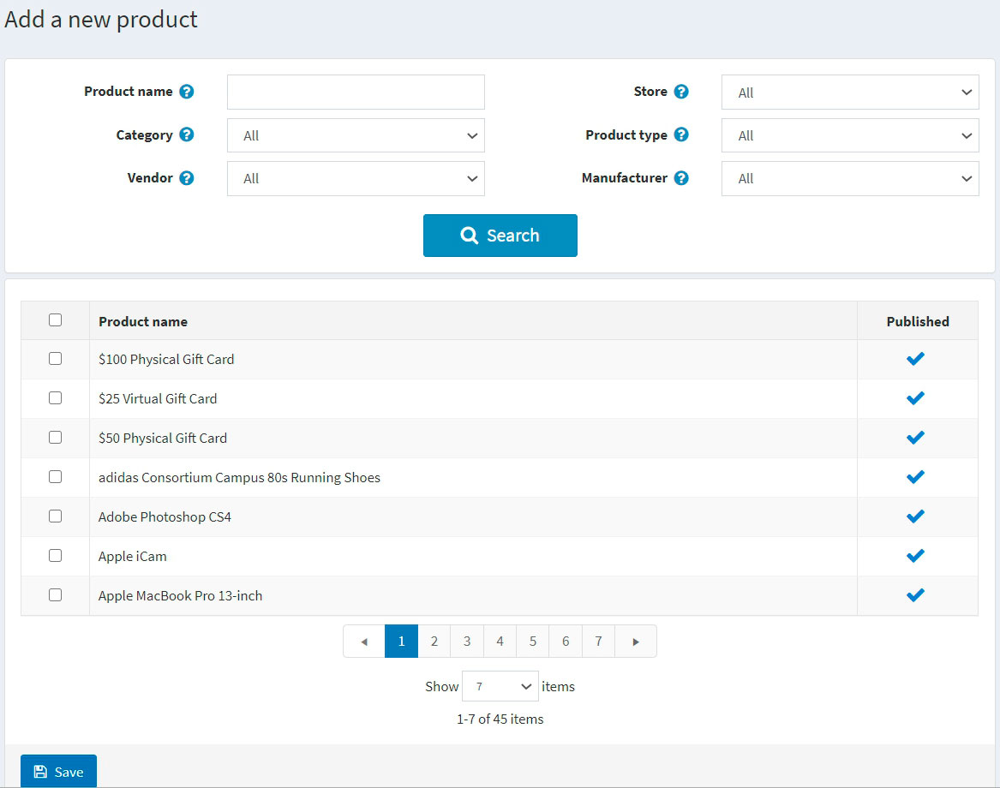 Add a new product
Product name ? Store ? All
Category ? All Product type ? All
Vendor ? All Manufacturer ? All
Search
Product name Published
$100 Physical Gift Card
$25 Virtual Gift Card
$50 Physical Gift Card
adidas Consortium Campus 80s Running Shoes
Adobe Photoshop CS4
Apple iCam
Apple MacBook Pro 13-inch
1 2 3 4 5 6 7
Show 7 items
1-7 of 45 items
Save